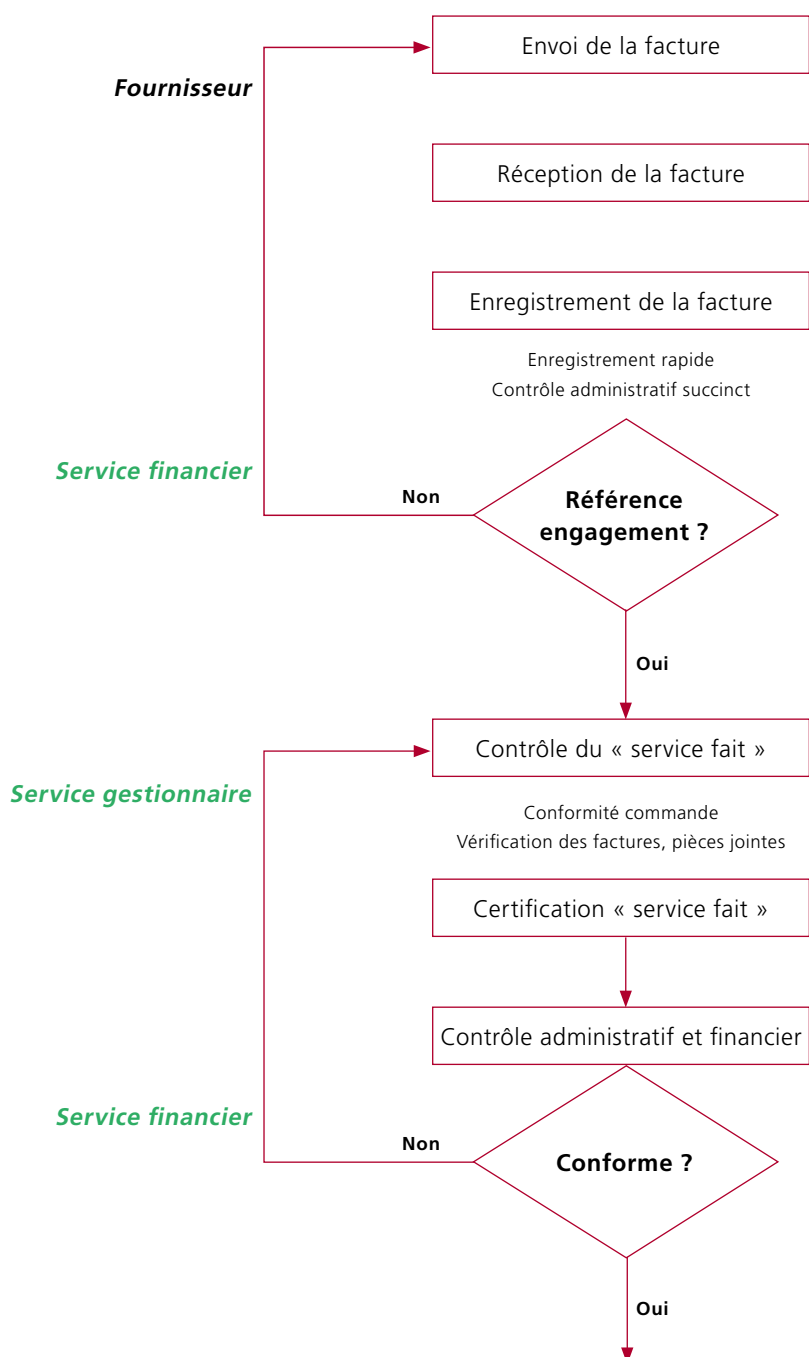 Envoi de la facture
Fournisseur
Réception de la facture
Enregistrement de la facture
Enregistrement rapide
Contrôle administratif succinct
Service financier
Non
Référence
engagement ?
Oui
Contrôle du « service fait »
Service gestionnaire
Conformité commande
Vérification des factures, pièces jointes
Certification « service fait »
Contrôle administratif et financier
Service financier
Non
Conforme ?
Oui